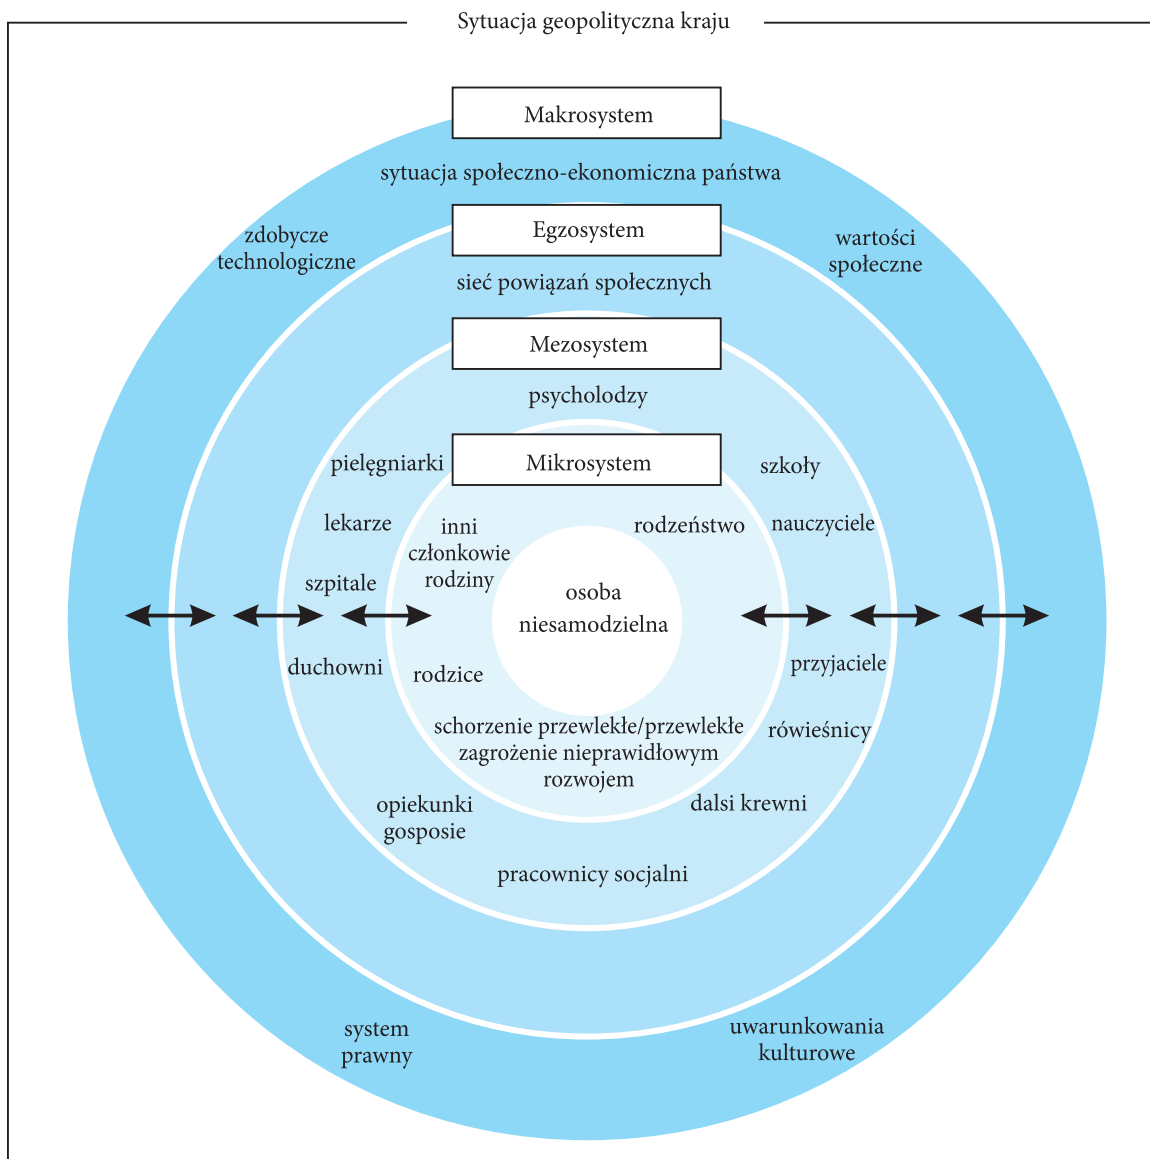 Sytuacja geopolityczna kraju
Makrosystem
sytuacja społeczno-ekonomiczna państwa
zdobycze
technologiczne
wartości
społeczne
Egzosystem
sieć powiązań społecznych
Mezosystem
psycholodzy
pielęgniarki
Mikrosystem
szkoły
lekarze
inni
członkowie
rodziny
rodzeństwo
nauczyciele
szpitale
osoba
niesamodzielna
duchowni
rodzice
przyjaciele
schorzenie przewlekłe/przewlekłe
zagrożenie nieprawidłowym
rozwojem
rówieśnicy
opiekunki
gosposie
dalsi krewni
pracownicy socjalni
system
prawny
uwarunkowania
kulturowe